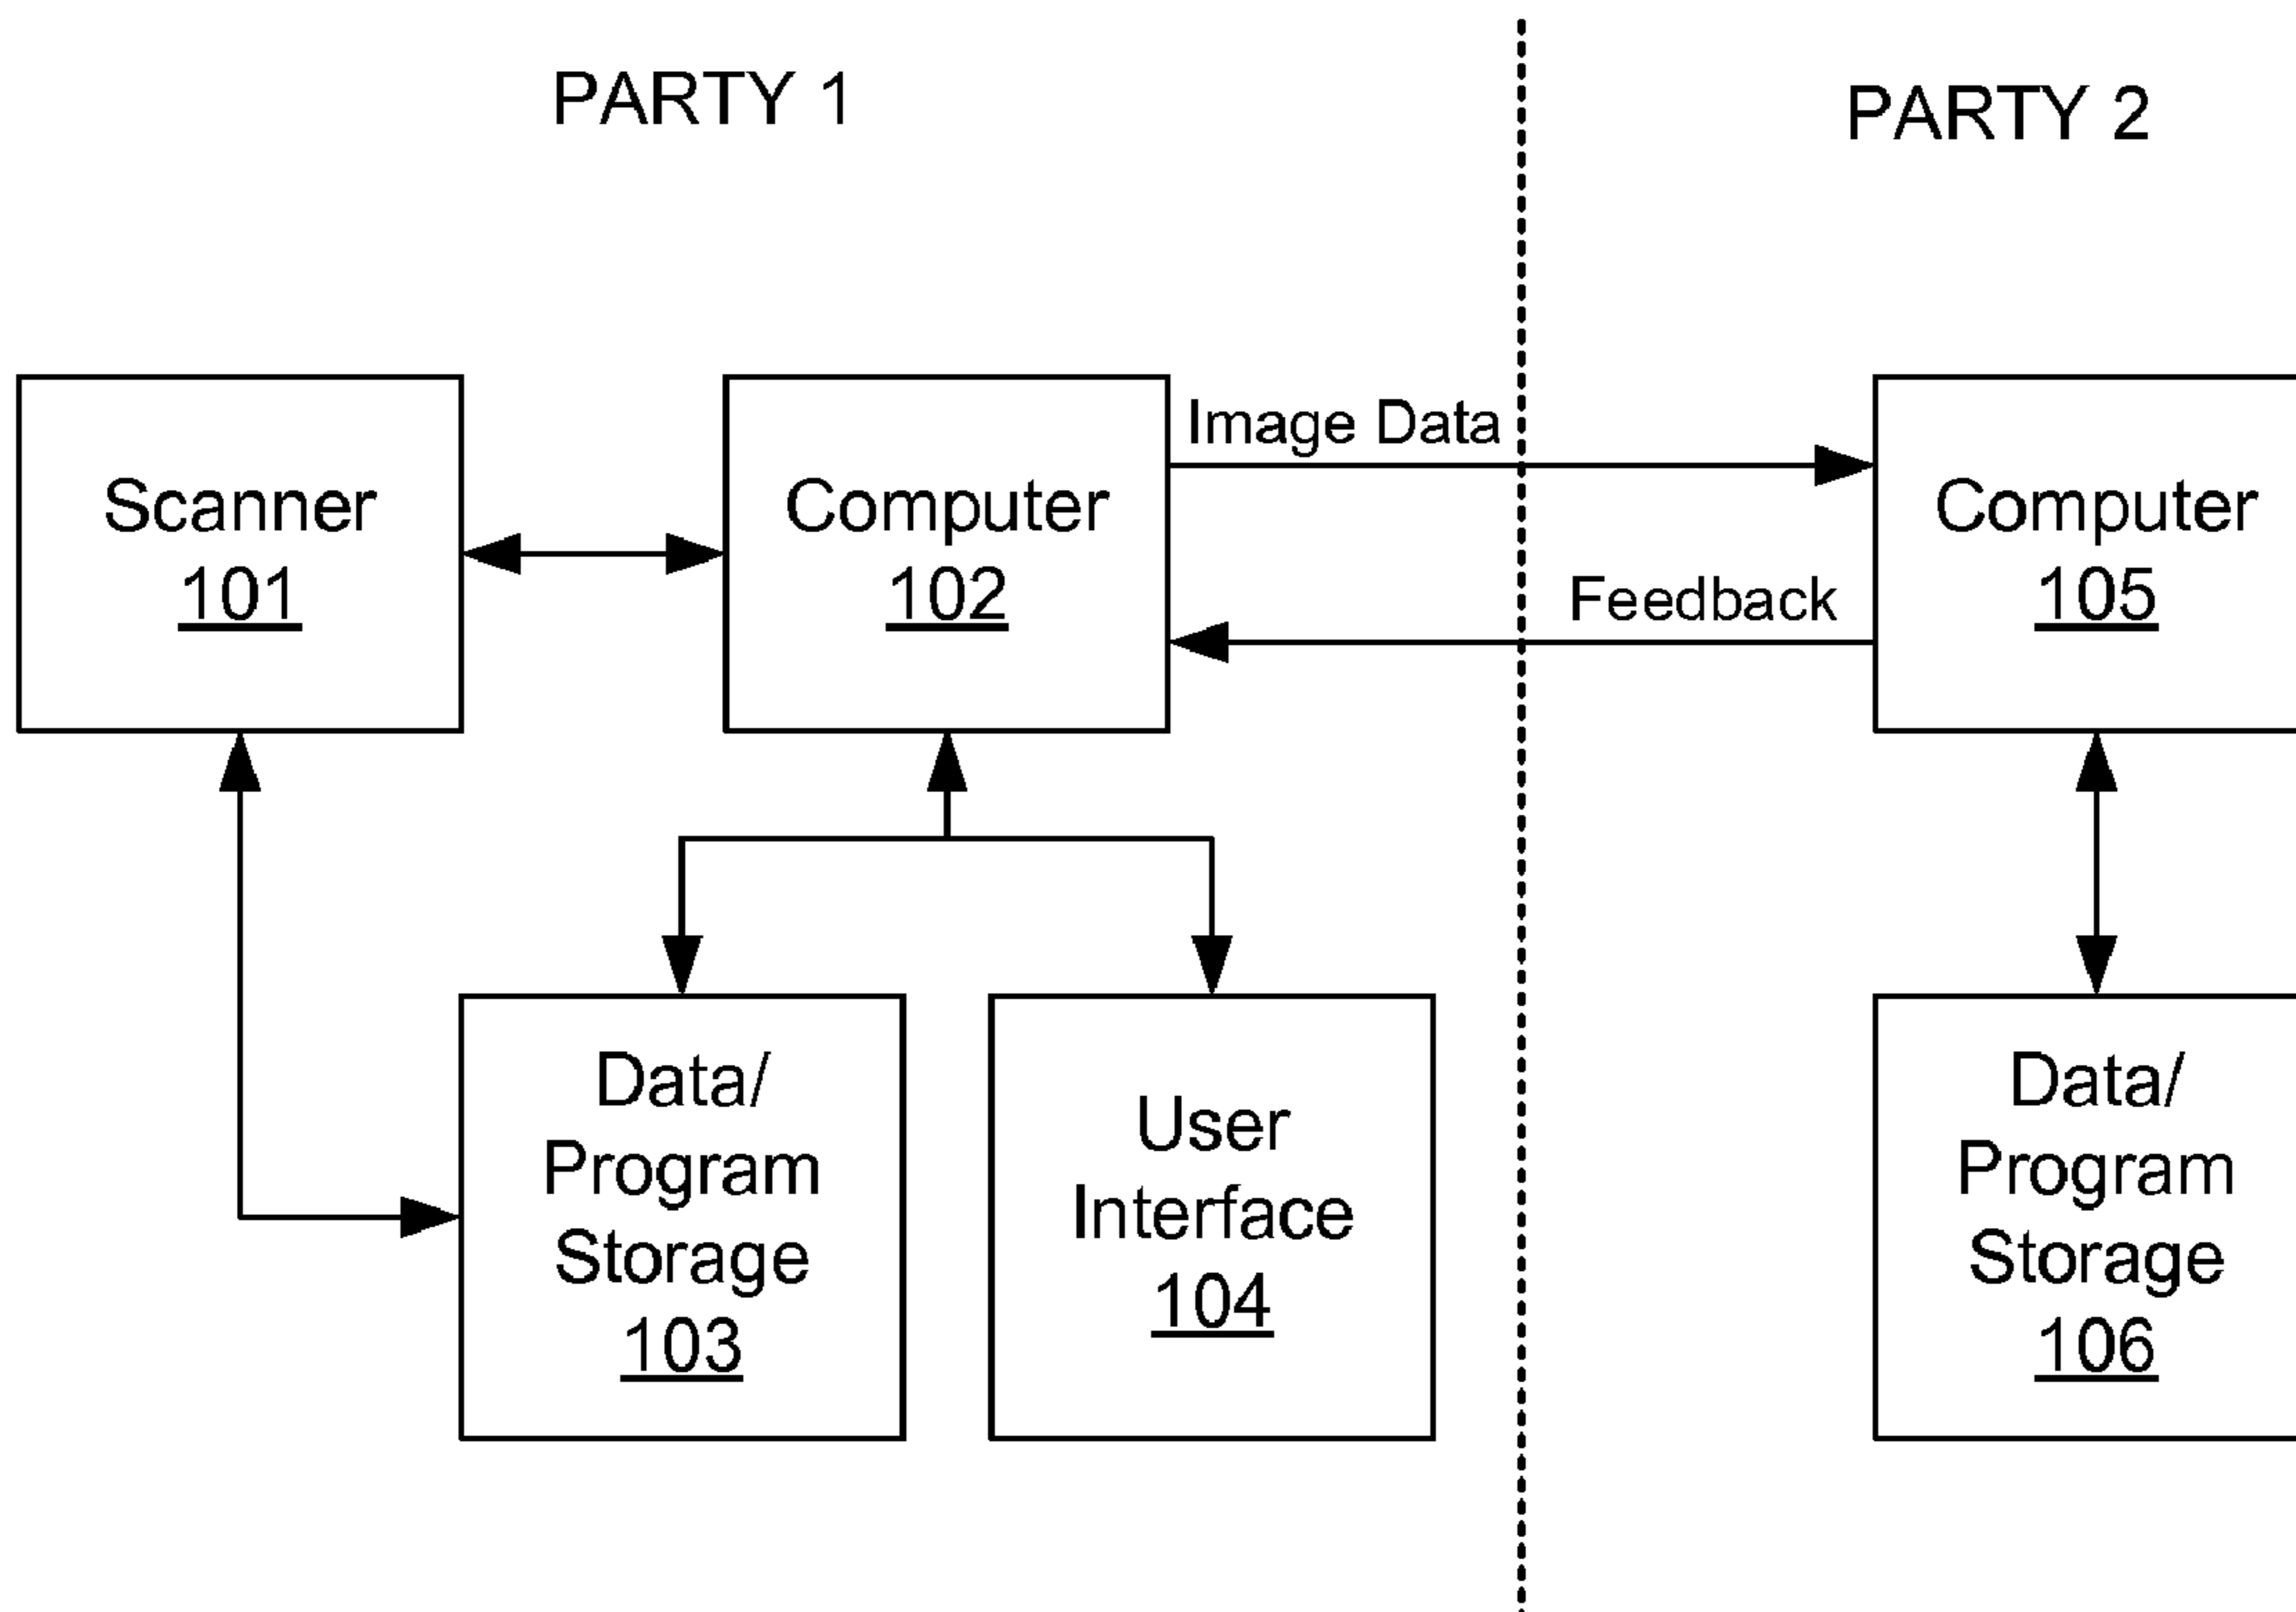 PARTY 1
PARTY 2
Scanner
101
Computer
102
Image Data
Feedback
Computer
105
Data/
Program
Storage
103
User
Interface
104
Data/
Program
Storage
106